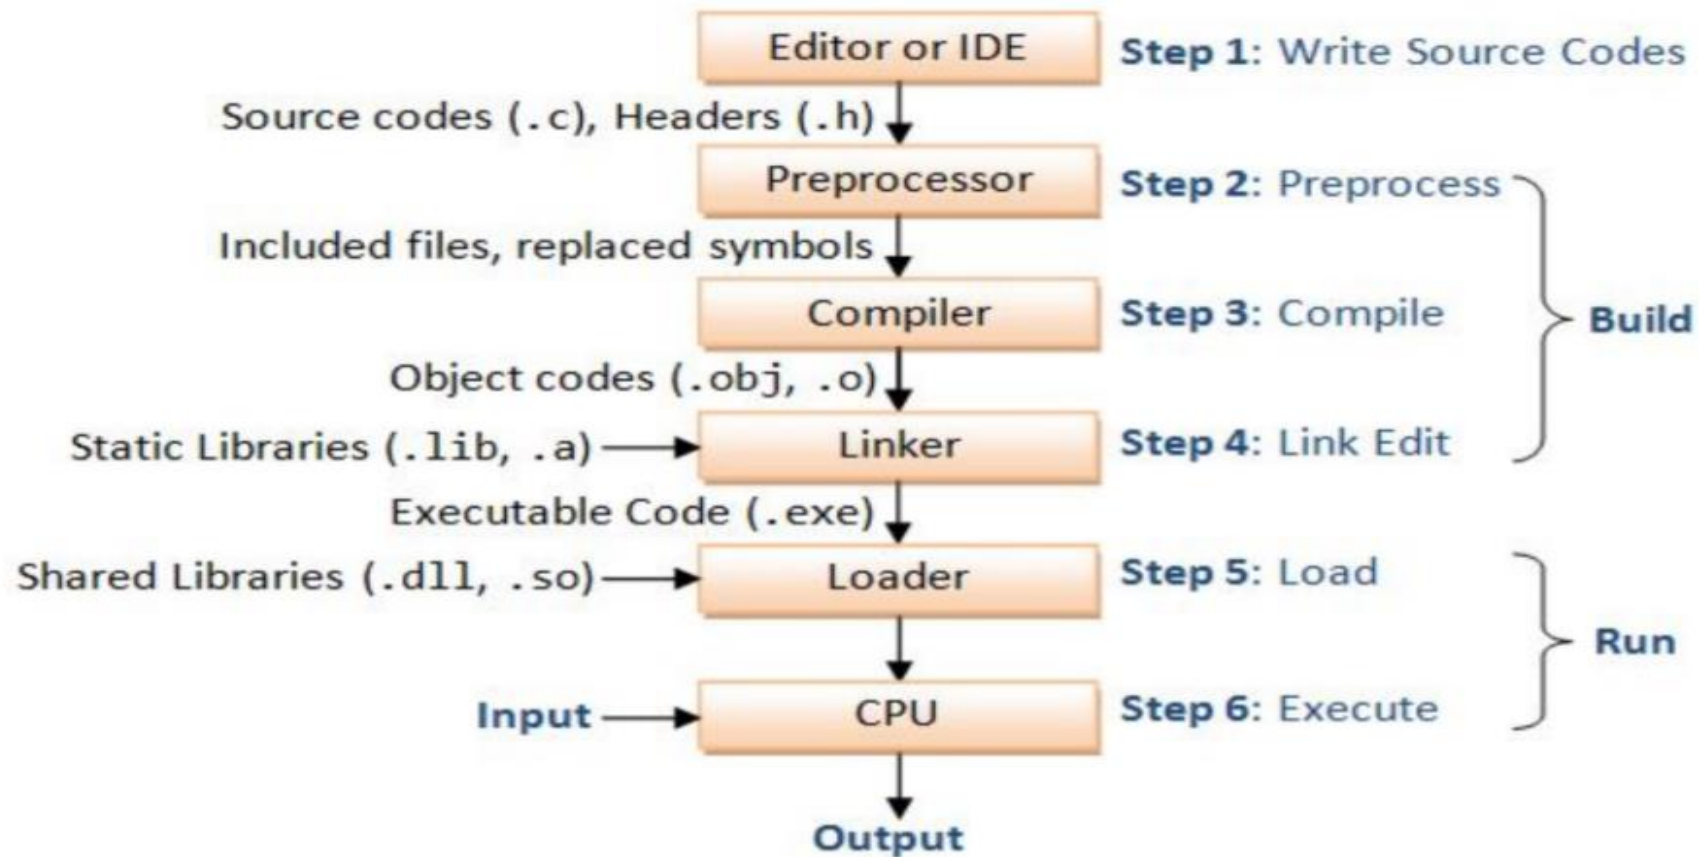 Editor or IDE
Step 1: Write Source Codes
Source codes (.c), Headers (.h)
Preprocessor
Step 2: Preprocess
Included files, replaced symbols
Compiler
Step 3: Compile
Build
Object codes (.obj, .o)
Static Libraries (.lib, .a)
Linker
Step 4: Link Edit
Executable Code (.exe)
Shared Libraries (.dll, .so)
Loader
Step 5: Load
Run
Input
CPU
Step 6: Execute
Output